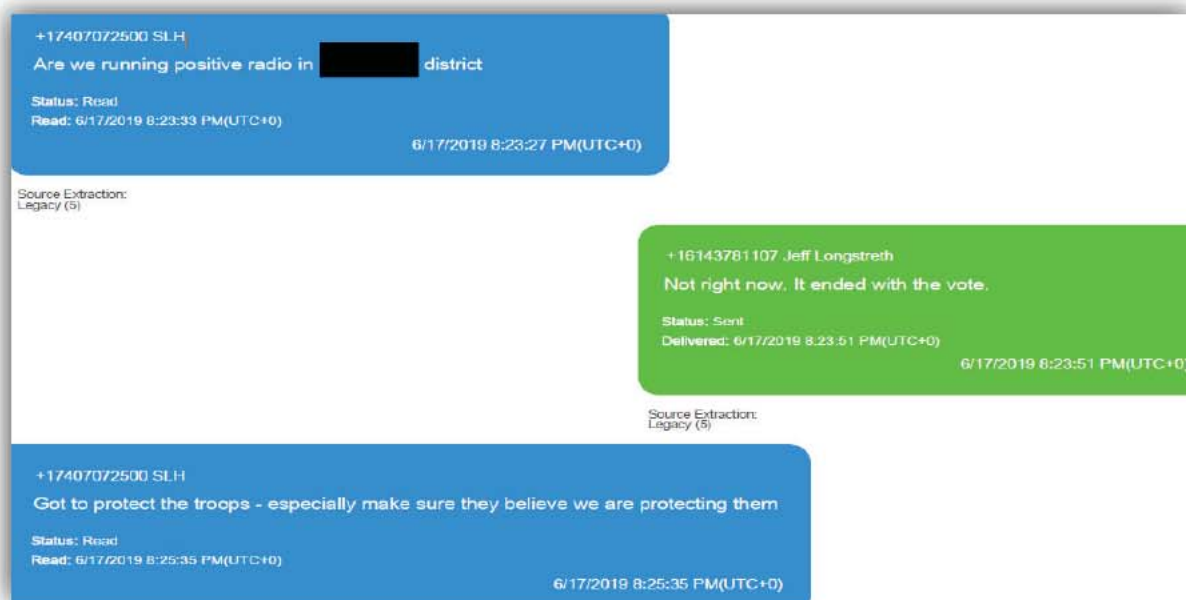 +17407072500 SLH
Are we running positive radio in district
Status: Read
Read: 6/17/2019 8:23:33 PM(UTC+0)
6/17/2019 8:23:27 PM(UTC+0)
Source Extraction:
Legacy (5)
+16143781107 Jeff Longstreth
Not right now. It ended with the vote.
Status: Sent
Delivered: 6/17/2019 8:23:51 PM(UTC+0)
6/17/2019 8:23:51 PM(UTC+0)
Source Extraction:
Legacy (5)
+17407072500 SLH
Got to protect the troops - especially make sure they believe we are protecting them
Status: Read
Read: 6/17/2019 8:25:35 PM(UTC+0)
6/17/2019 8:25:35 PM(UTC+0)